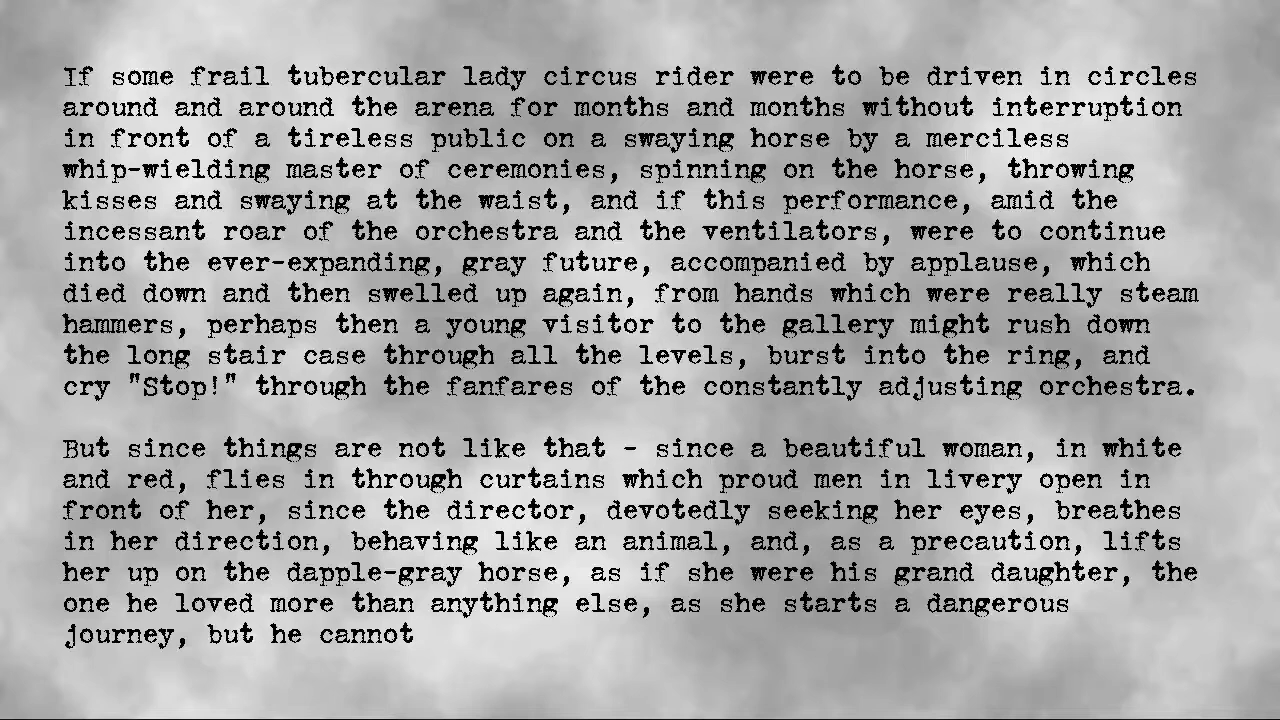 If some frail tubercular lady circus rider were to be driven in circles
around and around the arena for months and months without interruption
in front of a tireless public on a swaying horse by a merciless
whip-wielding master of ceremonies, spinning on the horse, throwing
kisses and swaying at the waist, and if this performance, amid the
incessant roar of the orchestra and the ventilators, were to continue
into the ever-expanding, gray future, accompanied by applause, which
died down and then swelled up again, from hands which were really steam
hammers, perhaps then a young visitor to the gallery might rush down
the long stair case through all the levels, burst into the ring, and
cry "Stop!" through the fanfares of the constantly adjusting orchestra.

But since things are not like that - since a beautiful woman, in white
and red, flies in through curtains which proud men in livery open in
front of her, since the director, devotedly seeking her eyes, breathes
in her direction, behaving like an animal, and, as a precaution, lifts
her up on the dapple-gray horse, as if she were his grand daughter, the
one he loved more than anything else, as she starts a dangerous
journey, but he cannot